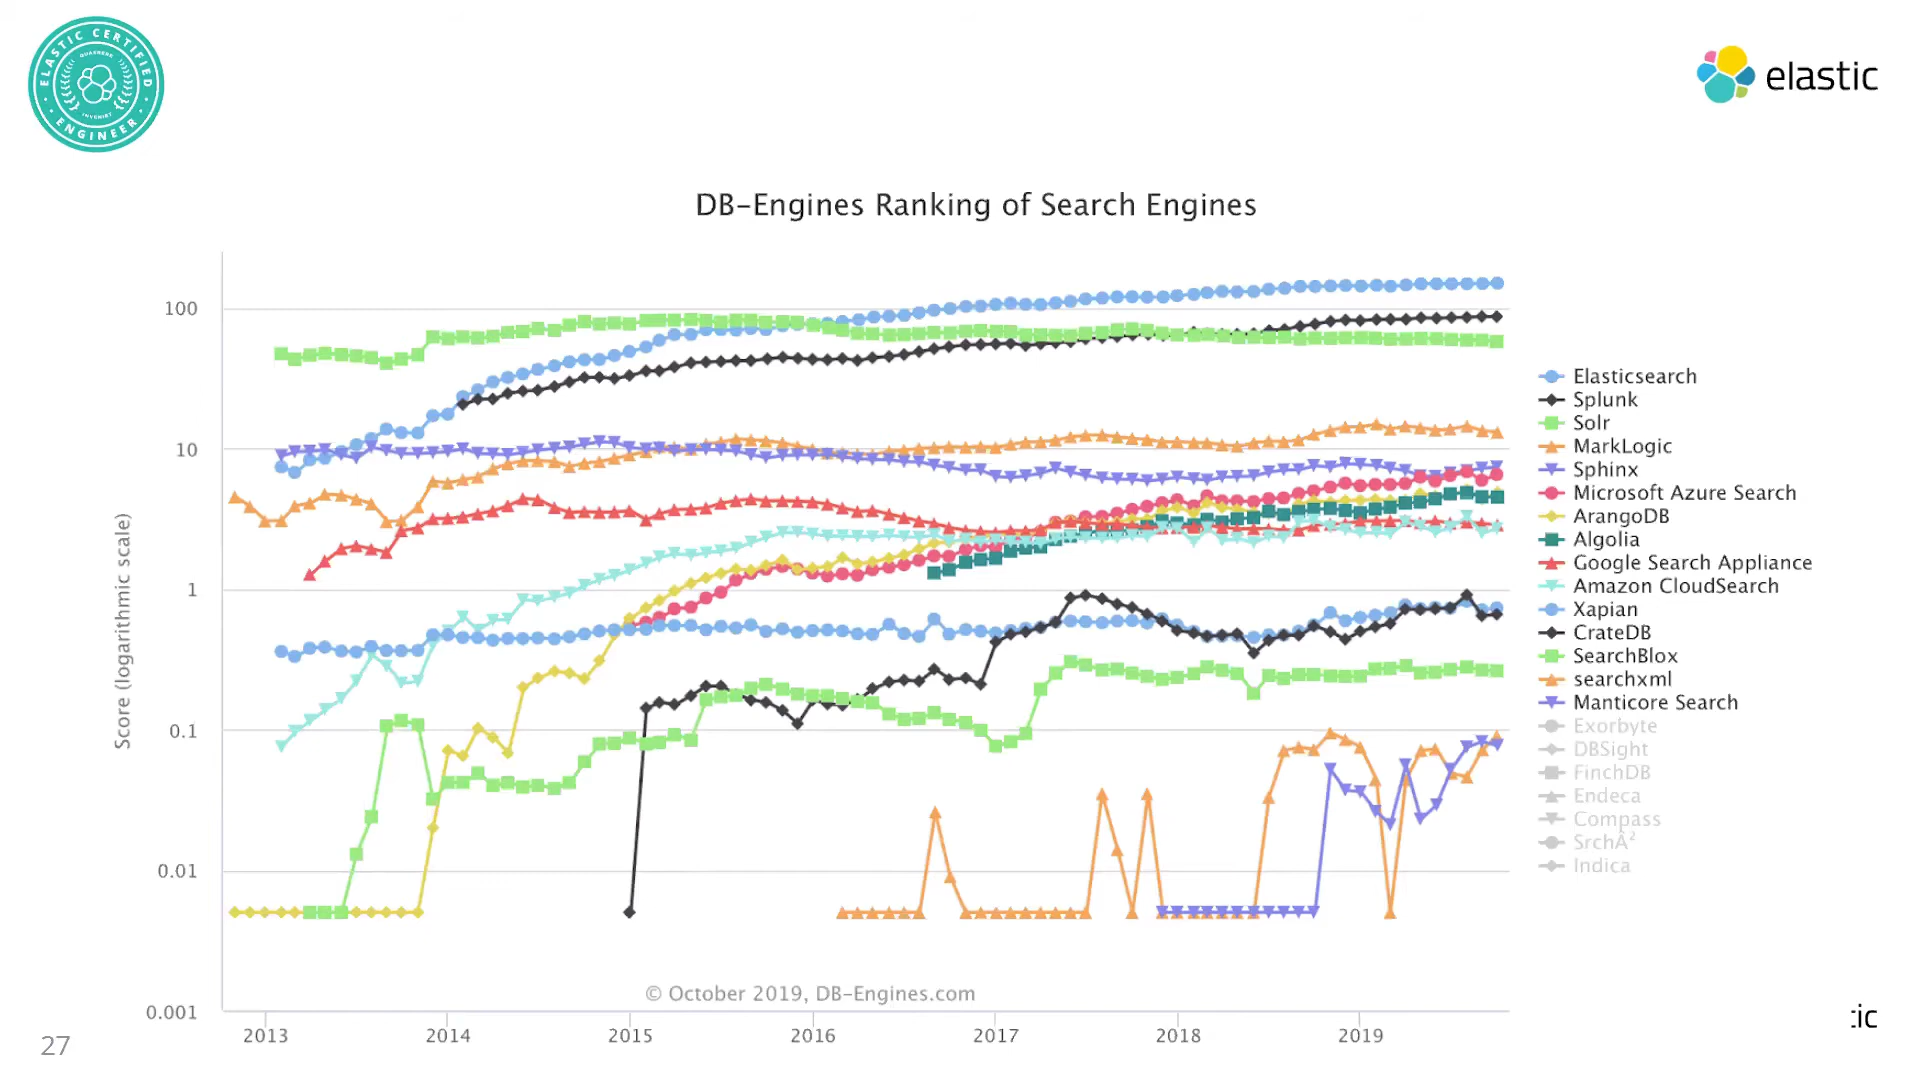 ELASTIC CERTIFIED
ENGINEER
elastic
DB-Engines Ranking of Search Engines
Score (logarithmic scale)
100
10
1
0.1
0.01
0.001
2013 2014 2015 2016 2017 2018 2019
© October 2019, DB-Engines.com
Elasticsearch
Splunk
Solr
MarkLogic
Sphinx
Microsoft Azure Search
ArangoDB
Algolia
Google Search Appliance
Amazon CloudSearch
Xapian
CrateDB
SearchBlox
searchxml
Manticore Search
Exorbyte
DBSight
FinchDB
Endeca
Compass
SrchÂ²
Indica
tic
27